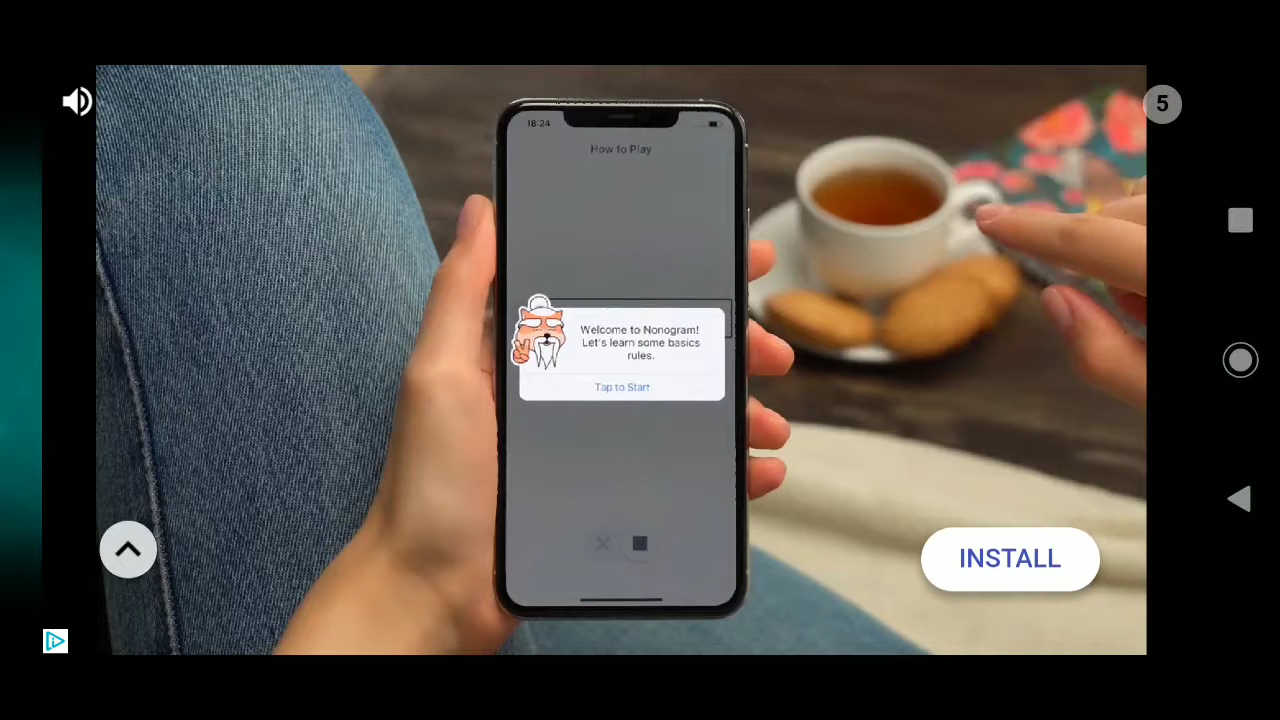 5
18:24
How to Play
Welcome to Nonogram!
Let's learn some basics
rules.
Tap to Start
INSTALL